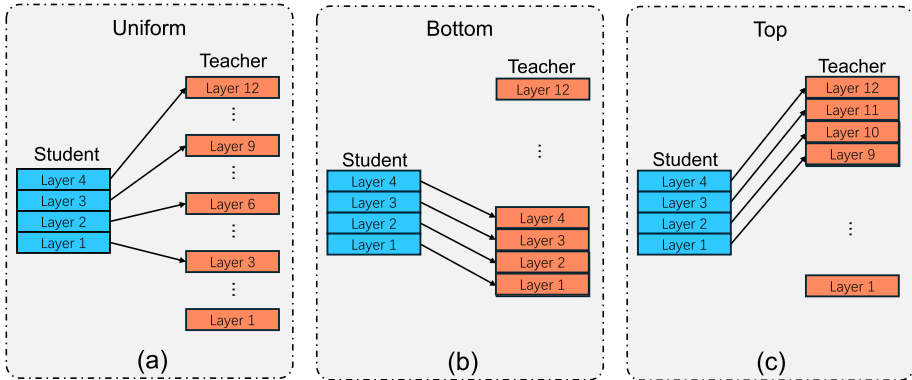 Uniform
Teacher
Layer 12
...
Layer 9
...
Layer 6
...
Layer 3
...
Layer 1
Student
Layer 4
Layer 3
Layer 2
Layer 1
(a)
Bottom
Teacher
Layer 12
...
Layer 4
Layer 3
Layer 2
Layer 1
Student
Layer 4
Layer 3
Layer 2
Layer 1
(b)
Top
Teacher
Layer 12
Layer 11
Layer 10
Layer 9
...
Layer 1
Student
Layer 4
Layer 3
Layer 2
Layer 1
(c)